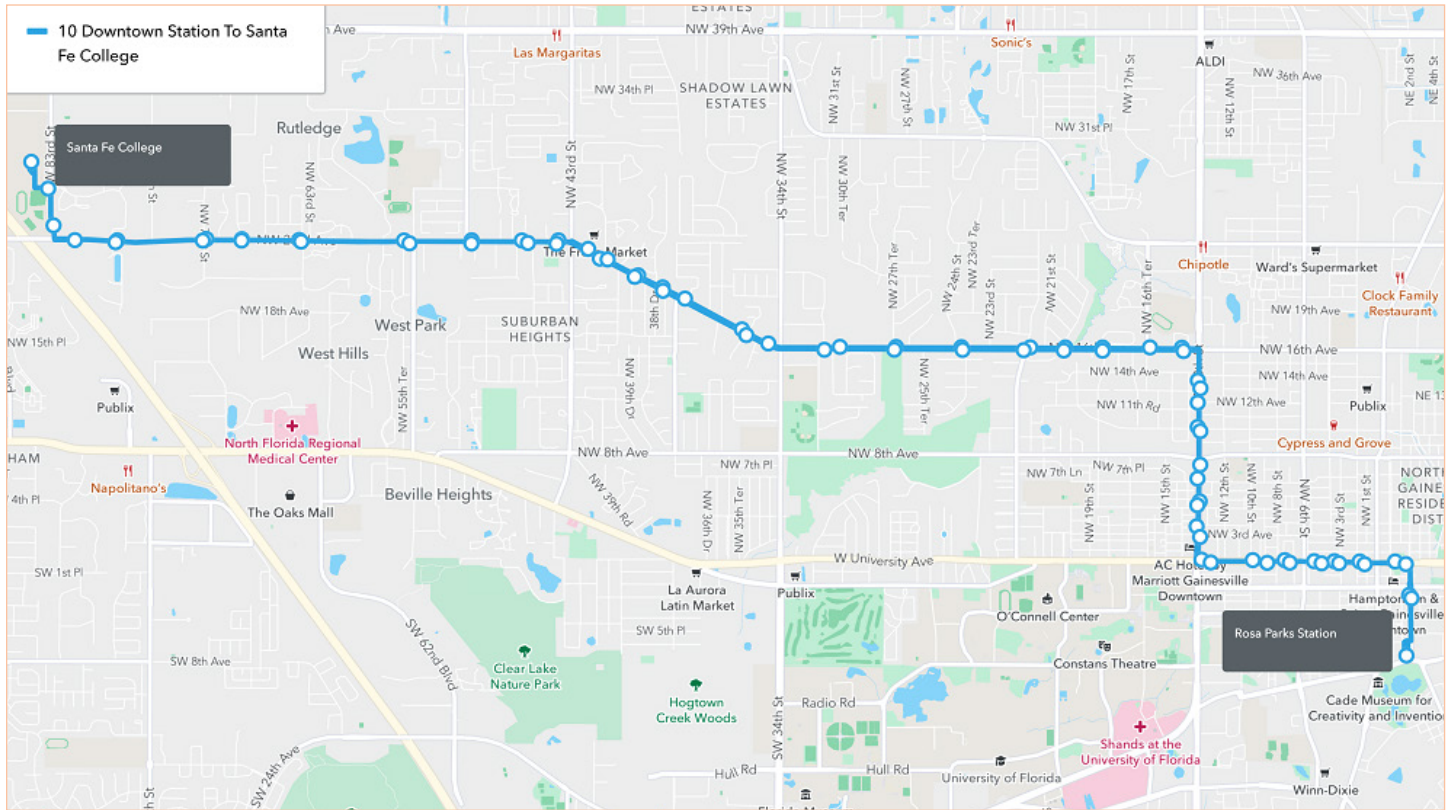 10 Downtown Station To Santa
Fe College
ESTATES
NW 39th Ave
Las Margaritas
Sonic's
ALDI
NW 36th Ave
NE 2nd St
NE 4th St
NW 34th Pl
SHADOW LAWN
ESTATES
NW 31st St
NW 27th St
NW 17th St
NW 12th St
NW 31st Pl
Rutledge
Santa Fe College
NW 63rd St
NW 43rd St
NW 34th St
NW 30th Ter
Market
Chipotle
Ward's Supermarket
Clock Family
Restaurant
NW 27th Ter
NW 24th St
NW 23rd Ter
NW 23rd St
NW 21st St
NW 16th Ter
NW 19th Ave
NW 18th Ave
West Park
SUBURBAN
HEIGHTS
NW 15th Pl
West Hills
NW 16th Ave
NW 14th Ave
NW 14th Ave
NW 55th Ter
NW 39th Dr
NW 25th Ter
NW 11th Rd
NW 12th Ave
Publix
Publix
Cypress and Grove
North Florida Regional
Medical Center
NW 8th Ave
NW 7th Pl
NW 8th Ave
NW 7th Ln
NW 7th Pl
HAM
4th Pl
Napolitano's
The Oaks Mall
Beville Heights
NW 39th Rd
NW 36th Dr
NW 35th Ter
NW 19th St
NW 15th St
NW 12th St
NW 10th St
NW 8th St
NW 6th St
NW 3rd St
NW 1st St
NW 3rd Ave
W University Ave
SW 1st Pl
La Aurora
Latin Market
Publix
AC Hotel by
Marriott Gainesville
Downtown
O'Connell Center
SW 5th Pl
Rosa Parks Station
SW 8th Ave
SW 62nd Blvd
Clear Lake
Nature Park
Constans Theatre
Hogtown
Creek Woods
Radio Rd
SW 34th St
Cade Museum for
Creativity and Inventio
Shands at the
University of Florida
SW 24th Ave
Hull Rd
Hull Rd
University of Florida
Winn-Dixie